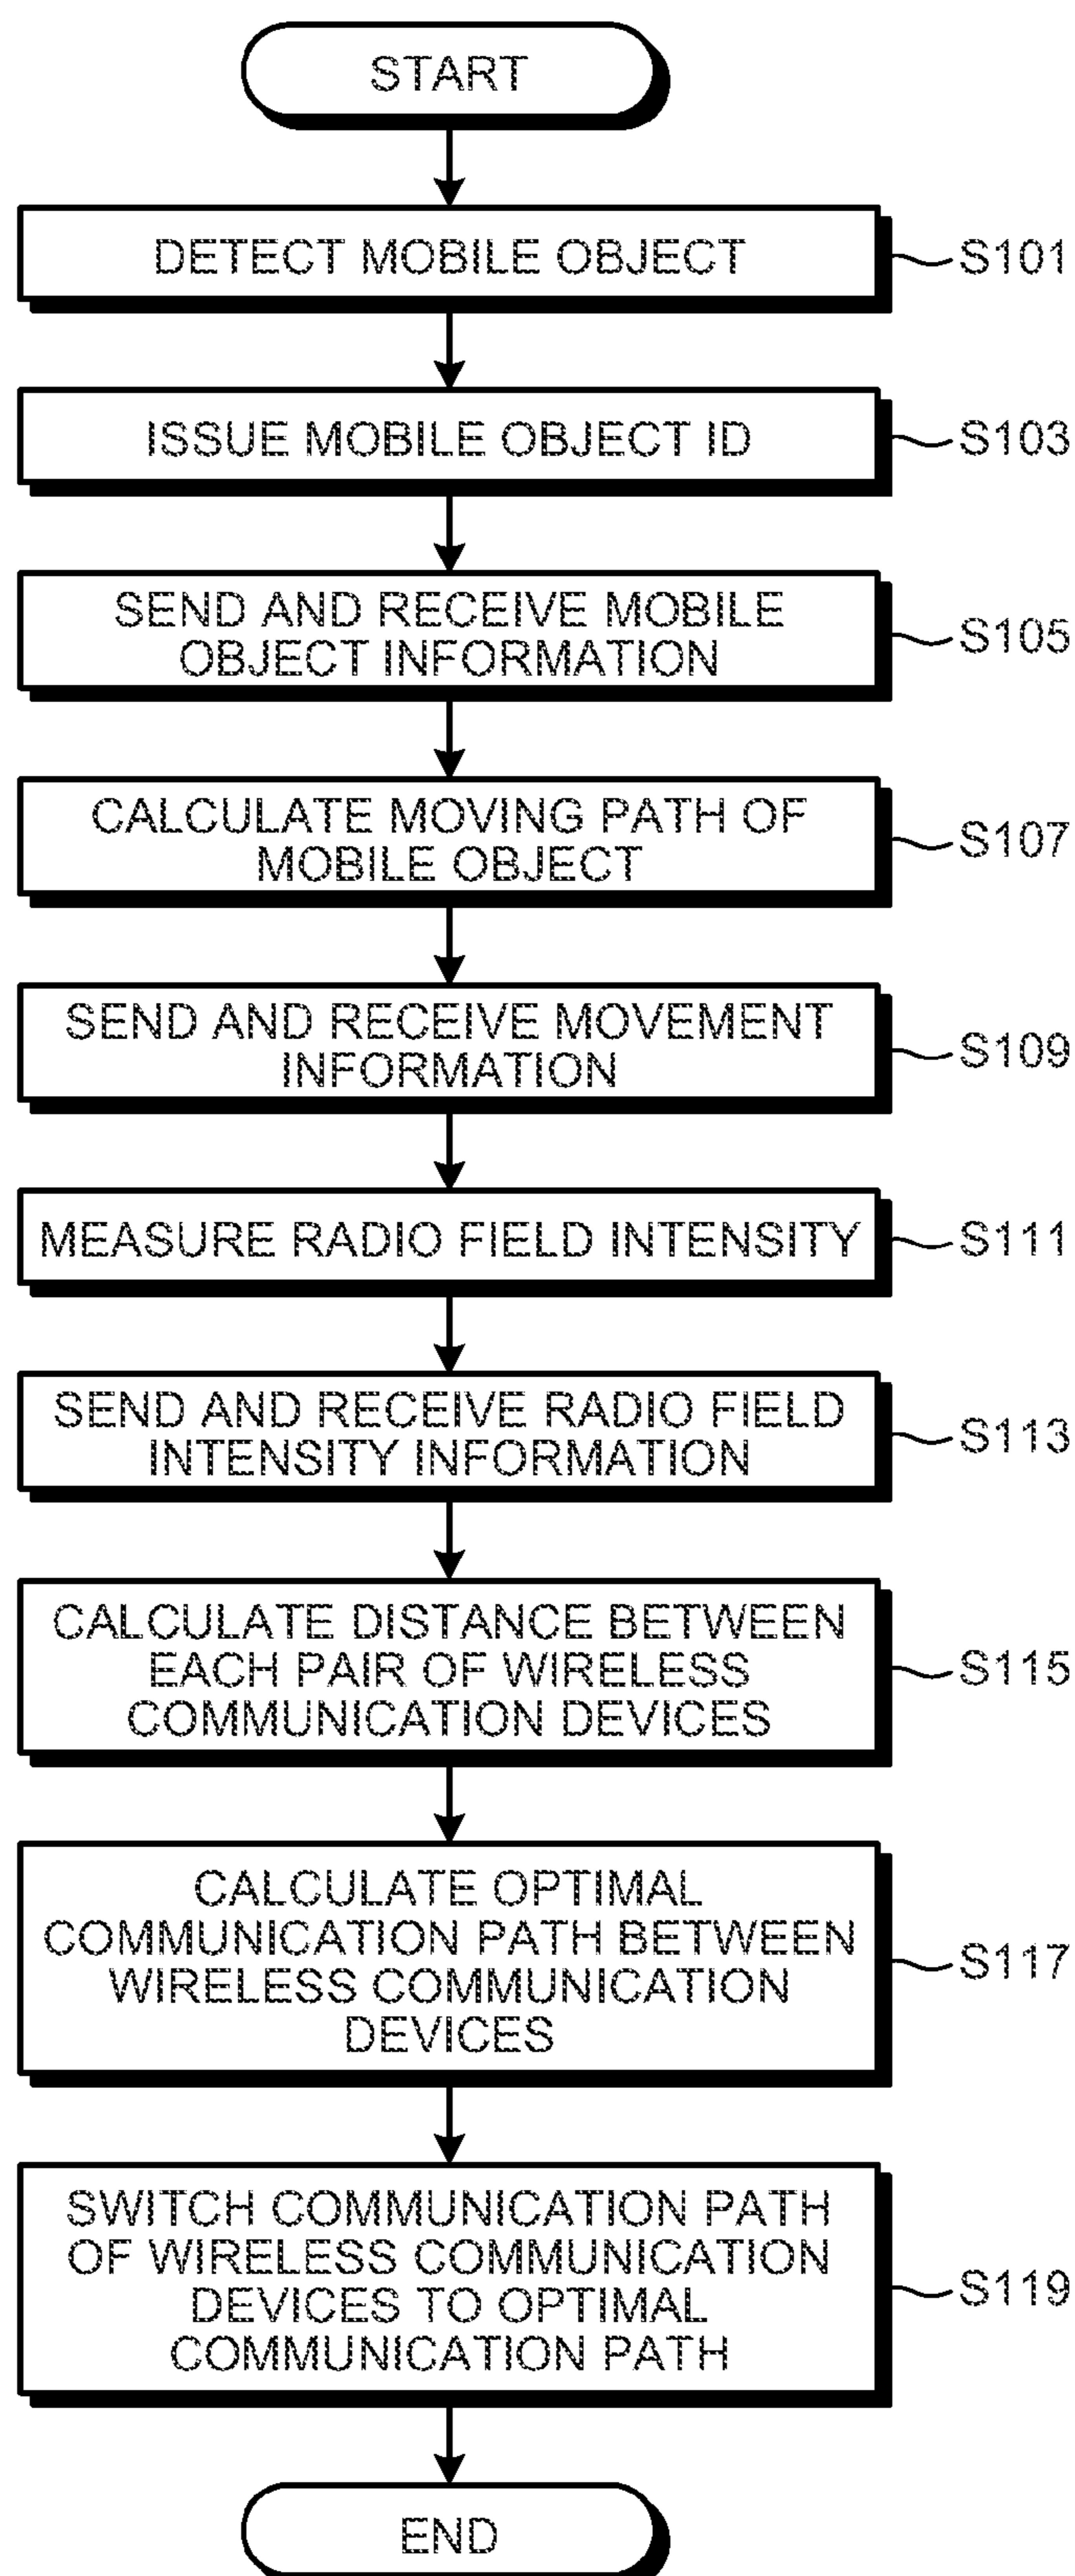 START
DETECT MOBILE OBJECT
S101
ISSUE MOBILE OBJECT ID
S103
SEND AND RECEIVE MOBILE
OBJECT INFORMATION
S105
CALCULATE MOVING PATH OF
MOBILE OBJECT
S107
SEND AND RECEIVE MOVEMENT
INFORMATION
S109
MEASURE RADIO FIELD INTENSITY
S111
SEND AND RECEIVE RADIO FIELD
INTENSITY INFORMATION
S113
CALCULATE DISTANCE BETWEEN
EACH PAIR OF WIRELESS
COMMUNICATION DEVICES
S115
CALCULATE OPTIMAL
COMMUNICATION PATH BETWEEN
WIRELESS COMMUNICATION
DEVICES
S117
SWITCH COMMUNICATION PATH
OF WIRELESS COMMUNICATION
DEVICES TO OPTIMAL
COMMUNICATION PATH
S119
END